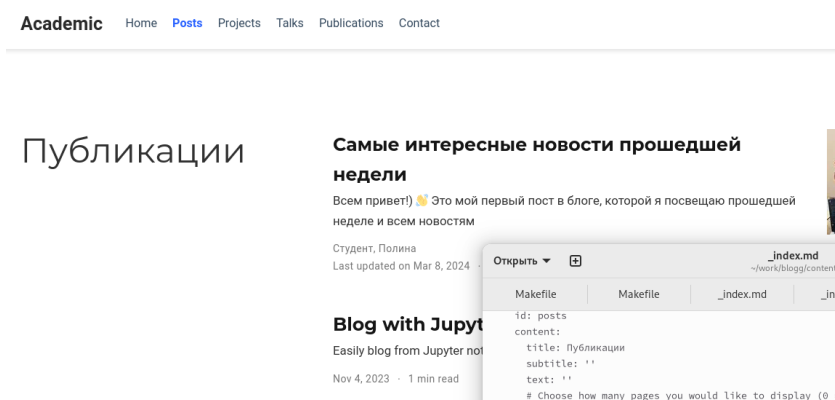 Academic Home Posts Projects Talks Publications Contact
Публикации
Самые интересные новости прошедшей
недели
Всем привет!)👋 Это мой первый пост в блоге, которой я посвещаю прошедшей
неделе и всем новостям
Студент, Полина
Last updated on Mar 8, 2024 ·
Blog with
Easily blog from Jupyter
Nov 4, 2023 · 1 min read
Открыть
_index.md
~/work/blogg/conten
Makefile Makefile _index.md
id: posts
content:
title: Публикации
subtitle: ''
text: ''
# Choose how many pages you would like to display (0